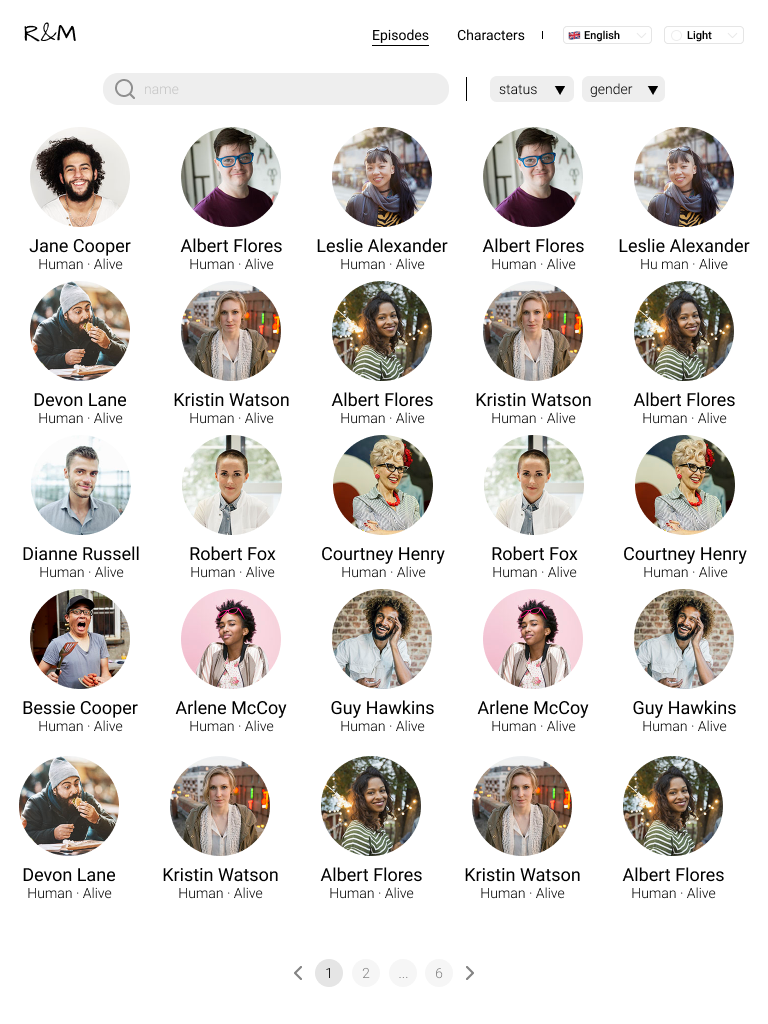 R&M
Episodes Characters English Light
name status gender
Jane Cooper Albert Flores Leslie Alexander Albert Flores Leslie Alexander
Human · Alive Human · Alive Human · Alive Human · Alive Hu man · Alive
Devon Lane Kristin Watson Albert Flores Kristin Watson Albert Flores
Human · Alive Human · Alive Human · Alive Human · Alive Human · Alive
Dianne Russell Robert Fox Courtney Henry Robert Fox Courtney Henry
Human · Alive Human · Alive Human · Alive Human · Alive Human · Alive
Bessie Cooper Arlene McCoy Guy Hawkins Arlene McCoy Guy Hawkins
Human · Alive Human · Alive Human · Alive Human · Alive Human · Alive
Devon Lane Kristin Watson Albert Flores Kristin Watson Albert Flores
Human · Alive Human · Alive Human · Alive Human · Alive Human · Alive
1 2 ... 6